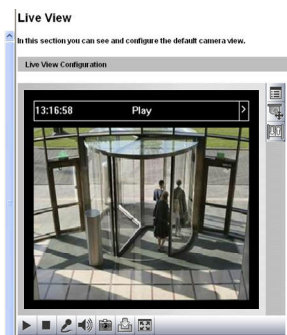 Live View
In this section you can see and configure the default camera view.
Live View Configuration
13:16:58 Play >